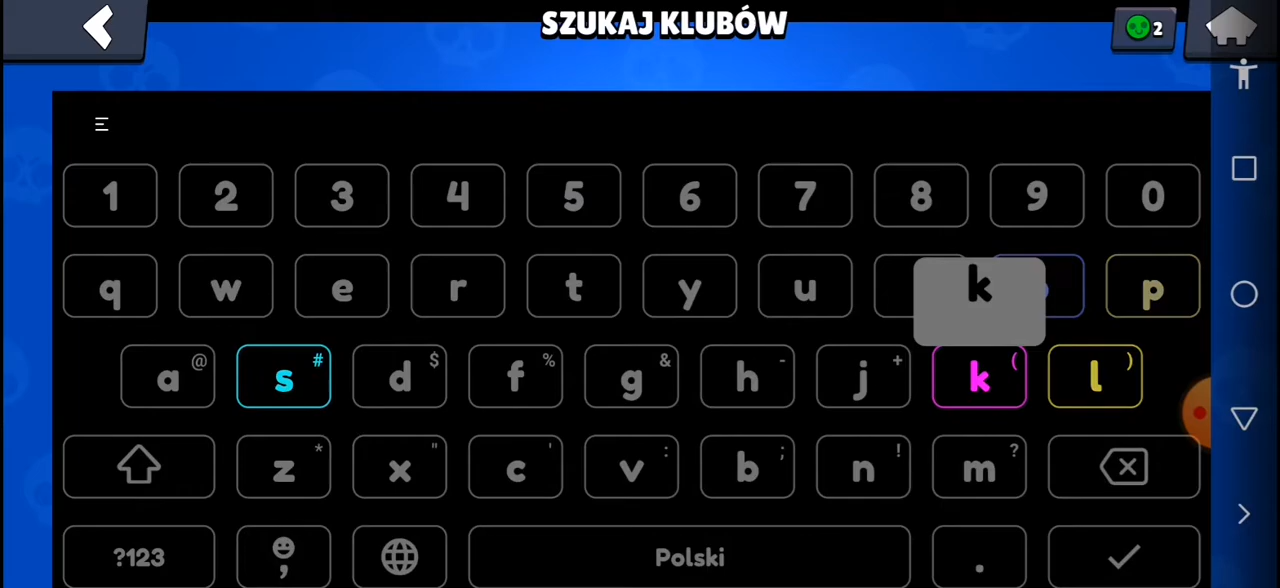 SZUKAJ KLUBÓW
2
1 2 3 4 5 6 7 8 9 0
q w e r t y u k p
a @ s # d $ f % g & h - j + k ( l )
z * x " c ' v : b ; n ! m ?
?123 , Polski .